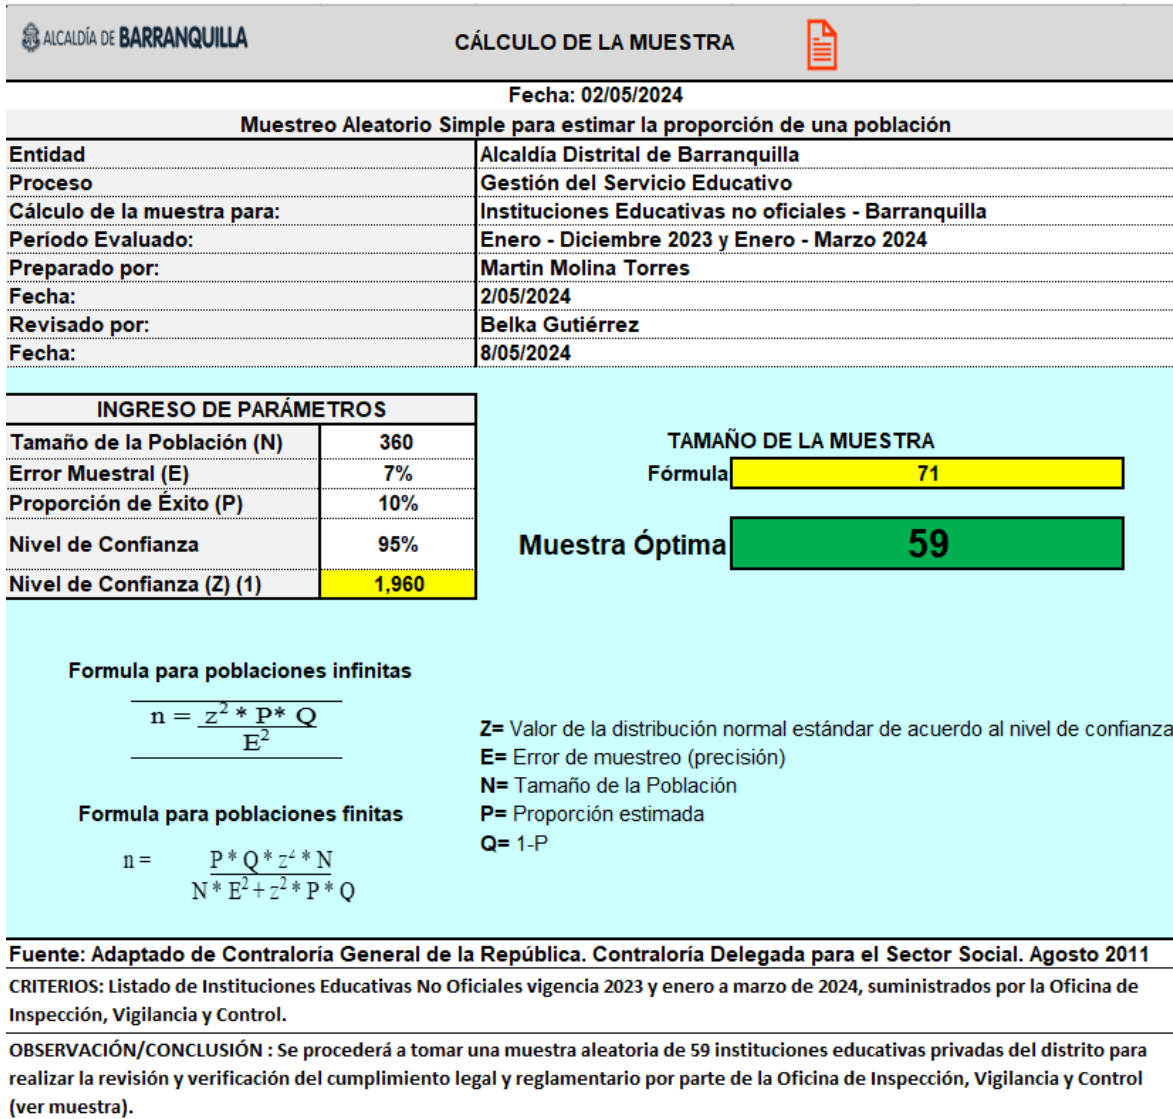 ALCALDÍA DE BARRANQUILLA
CÁLCULO DE LA MUESTRA
Fecha: 02/05/2024
Muestreo Aleatorio Simple para estimar la proporción de una población
Entidad Alcaldía Distrital de Barranquilla
Proceso Gestión del Servicio Educativo
Cálculo de la muestra para: Instituciones Educativas no oficiales - Barranquilla
Período Evaluado: Enero - Diciembre 2023 y Enero - Marzo 2024
Preparado por: Martin Molina Torres
Fecha: 2/05/2024
Revisado por: Belka Gutiérrez
Fecha: 8/05/2024
INGRESO DE PARÁMETROS
Tamaño de la Población (N) 360
Error Muestral (E) 7%
Proporción de Éxito (P) 10%
Nivel de Confianza 95%
Nivel de Confianza (Z) (1) 1,960
TAMAÑO DE LA MUESTRA
Fórmula 71
Muestra Óptima 59
Formula para poblaciones infinitas
n = z² * P* Q
E²
Formula para poblaciones finitas
n = P * Q * z² * N
N * E² + z² * P * Q
Z= Valor de la distribución normal estándar de acuerdo al nivel de confianza
E= Error de muestreo (precisión)
N= Tamaño de la Población
P= Proporción estimada
Q= 1-P
Fuente: Adaptado de Contraloría General de la República. Contraloría Delegada para el Sector Social. Agosto 2011
CRITERIOS: Listado de Instituciones Educativas No Oficiales vigencia 2023 y enero a marzo de 2024, suministrados por la Oficina de
Inspección, Vigilancia y Control.
OBSERVACIÓN/CONCLUSIÓN : Se procederá a tomar una muestra aleatoria de 59 instituciones educativas privadas del distrito para
realizar la revisión y verificación del cumplimiento legal y reglamentario por parte de la Oficina de Inspección, Vigilancia y Control
(ver muestra).